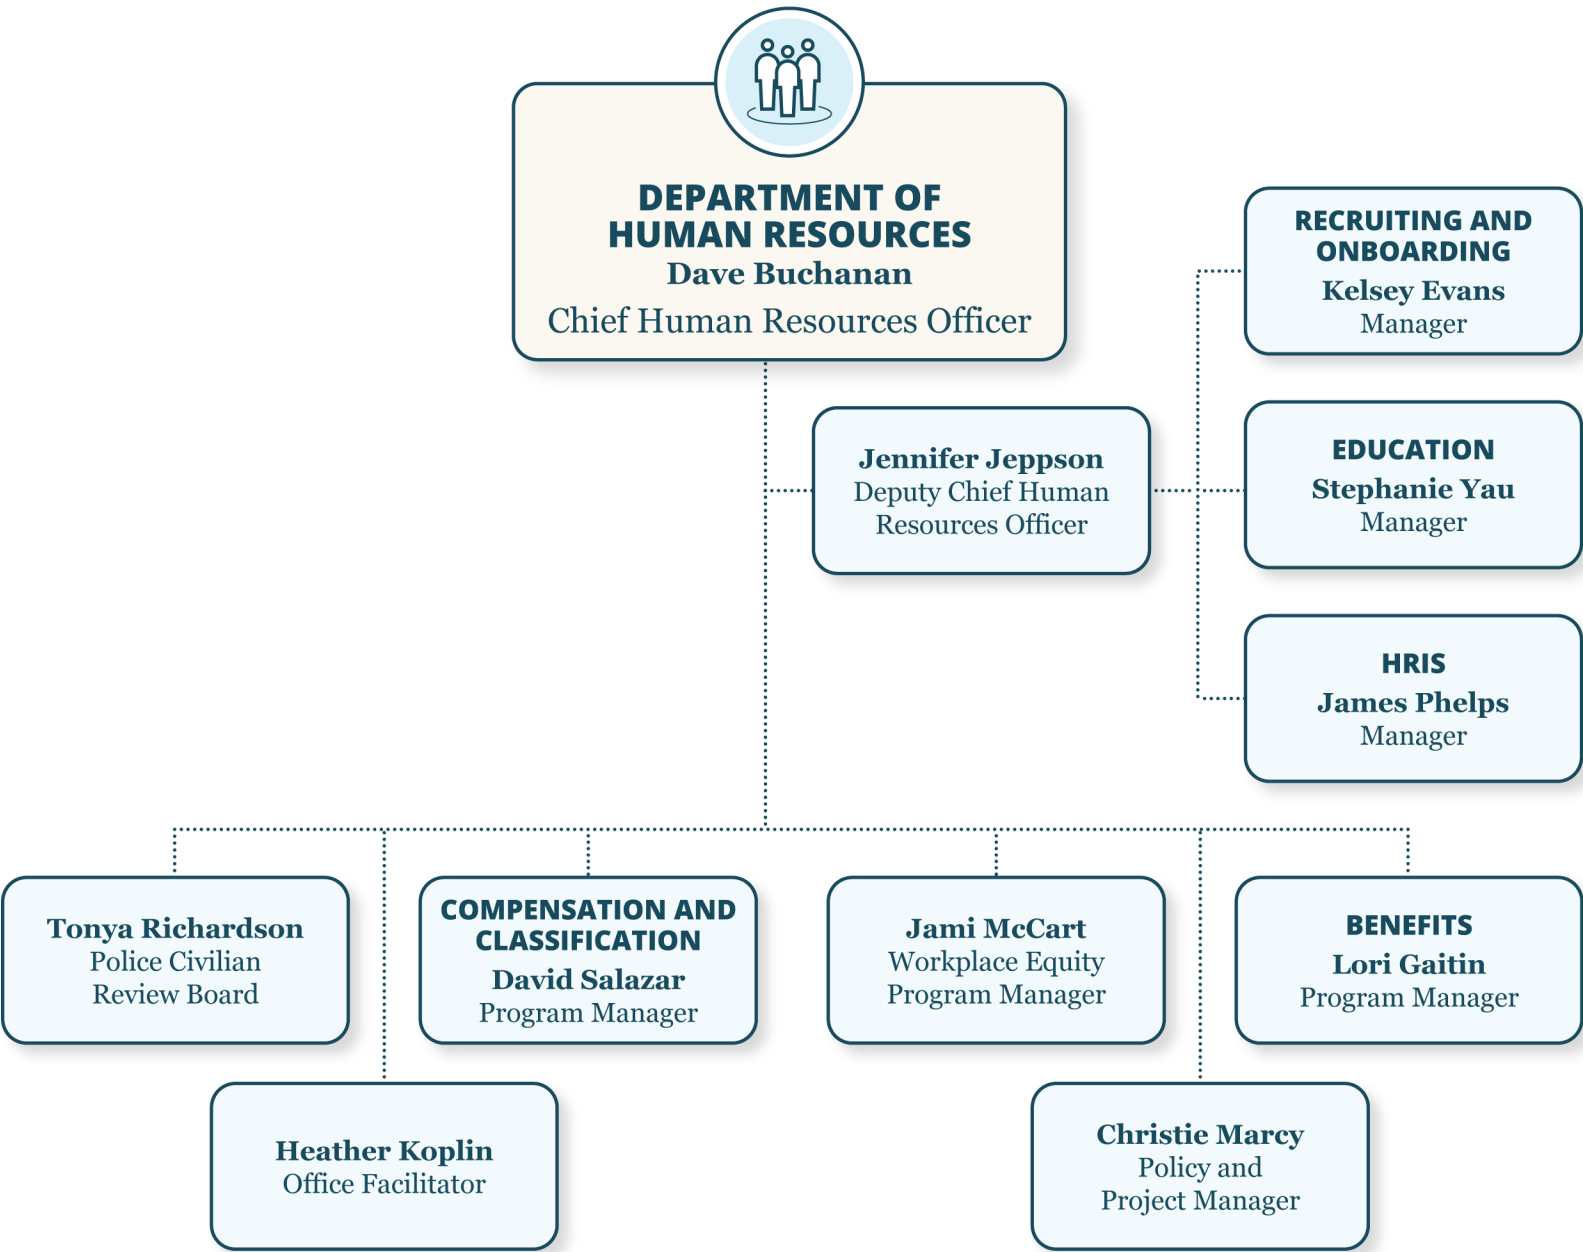 DEPARTMENT OF
HUMAN RESOURCES
Dave Buchanan
Chief Human Resources Officer
RECRUITING AND
ONBOARDING
Kelsey Evans
Manager
Jennifer Jeppson
Deputy Chief Human
Resources Officer
EDUCATION
Stephanie Yau
Manager
HRIS
James Phelps
Manager
Tonya Richardson
Police Civilian
Review Board
COMPENSATION AND
CLASSIFICATION
David Salazar
Program Manager
Jami McCart
Workplace Equity
Program Manager
BENEFITS
Lori Gaitin
Program Manager
Heather Koplin
Office Facilitator
Christie Marcy
Policy and
Project Manager